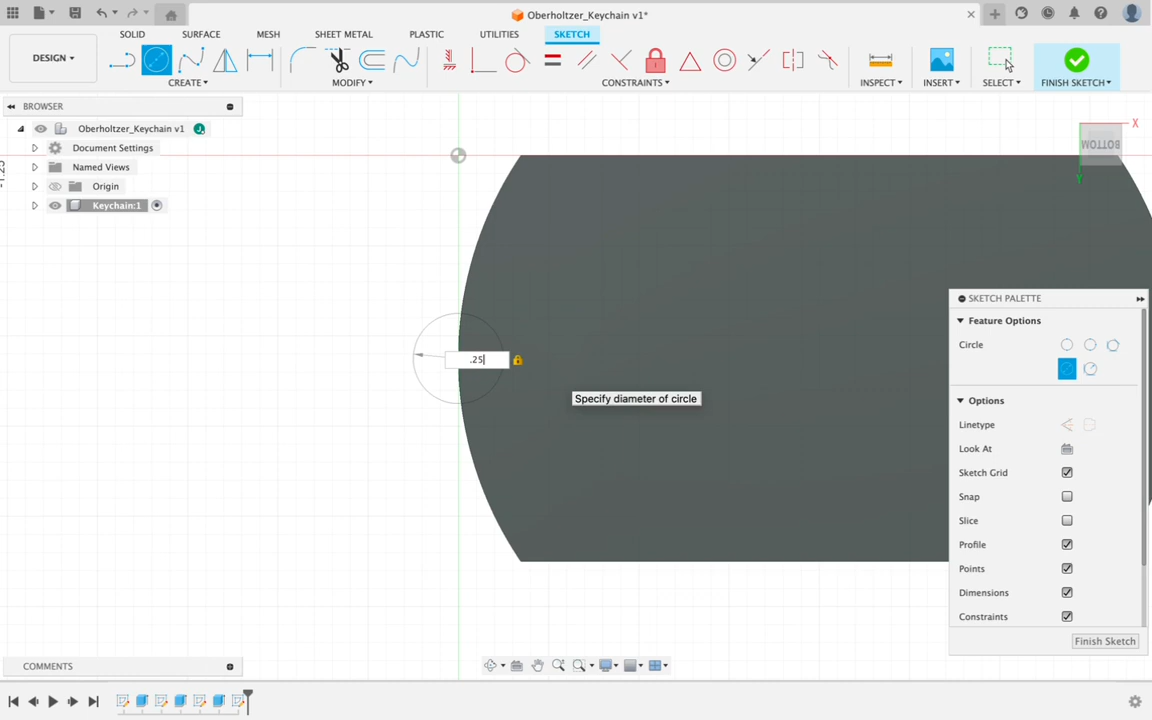 Oberholtzer_Keychain v1*
DESIGN
SOLID
SURFACE
MESH
SHEET METAL
PLASTIC
UTILITIES
SKETCH
CREATE
MODIFY
CONSTRAINTS
INSPECT
INSERT
SELECT
FINISH SKETCH
BROWSER
Oberholtzer_Keychain v1
Document Settings
Named Views
Origin
Keychain:1
-1.25
X
BOTTOM
Y
.25
Specify diameter of circle
SKETCH PALETTE
Feature Options
Circle
Options
Linetype
Look At
Sketch Grid
Snap
Slice
Profile
Points
Dimensions
Constraints
Finish Sketch
COMMENTS